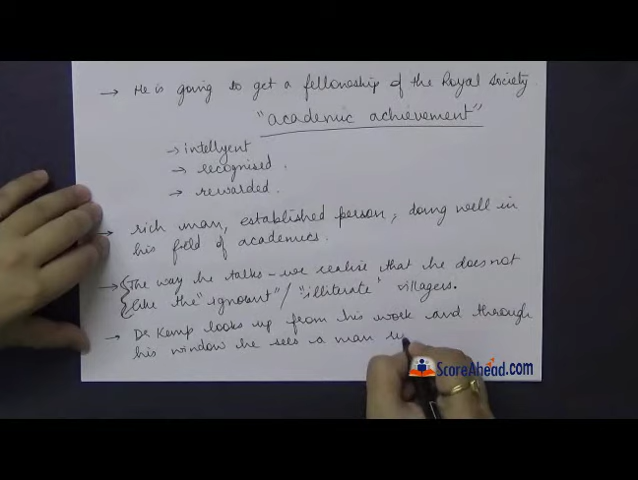 → He is going to get a fellowship of the Royal Society.
"academic achievement"
→ intelligent
→ recognised.
→ rewarded.
→ rich man, established person, doing well in
his field of academics.
→ The way he talks - we realise that he does not
like the "ignorant" / "illiterate" villagers.
→ Dr Kemp looks up from his work and through
his window he sees a man
ScoreAhead.com